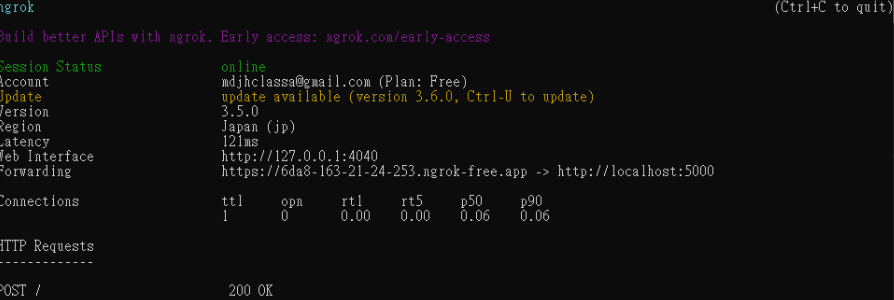 ngrok (Ctrl+C to quit)
Build better APIs with ngrok. Early access: ngrok.com/early-access
Session Status online
Account mdjhclassa@gmail.com (Plan: Free)
Update update available (version 3.6.0, Ctrl-U to update)
Version 3.5.0
Region Japan (jp)
Latency 121ms
Web Interface http://127.0.0.1:4040
Forwarding https://6da8-163-21-24-253.ngrok-free.app -> http://localhost:5000
Connections ttl opn rt1 rt5 p50 p90
1 0 0.00 0.00 0.06 0.06
HTTP Requests
-------------
POST / 200 OK